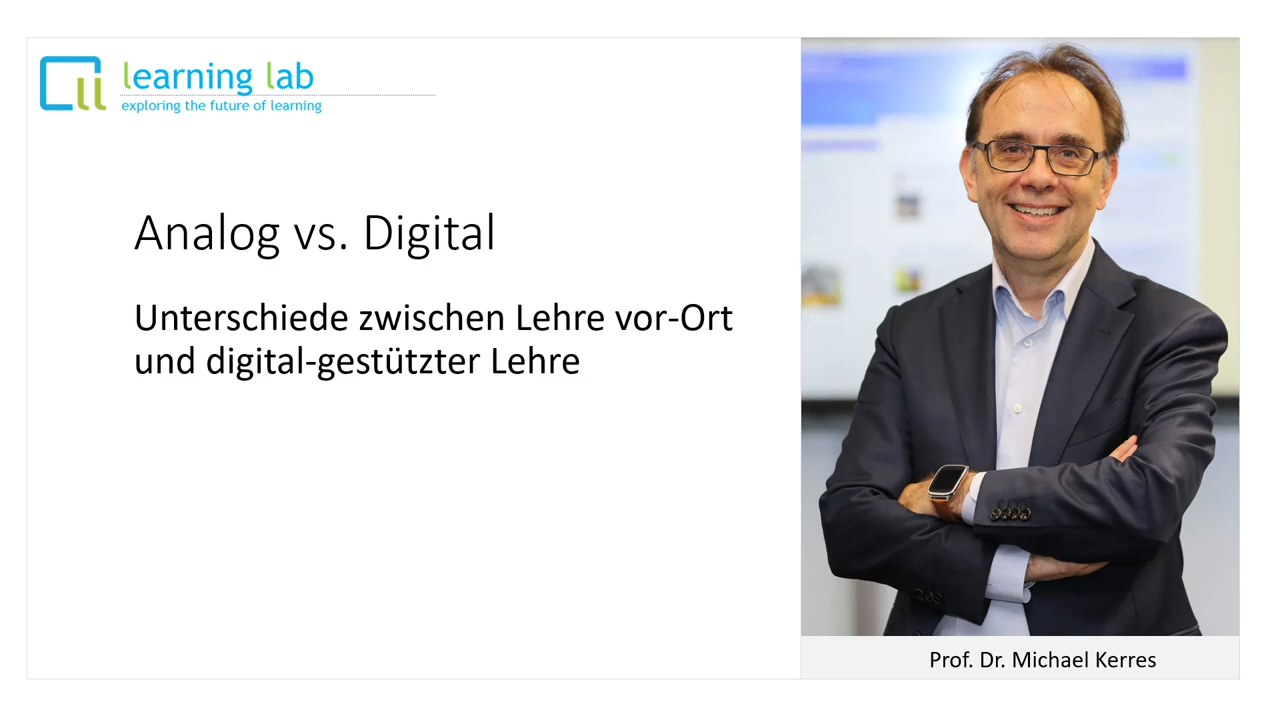 learning lab
exploring the future of learning
Analog vs. Digital
Unterschiede zwischen Lehre vor-Ort
und digital-gestützter Lehre
Prof. Dr. Michael Kerres